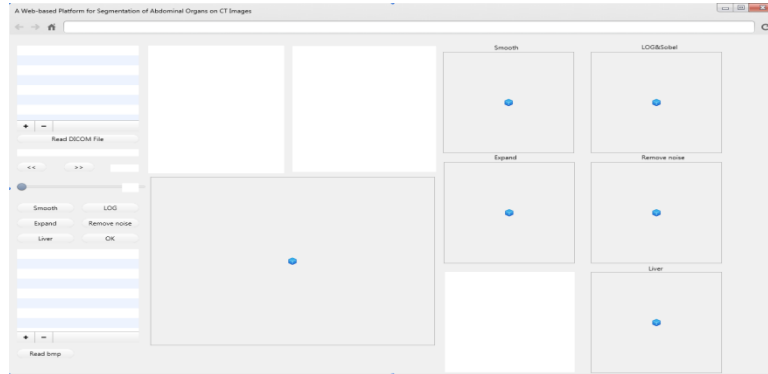 A Web-based Platform for Segmentation of Abdominal Organs on CT Images
Smooth
LOG&Sobel
+ -
Read DICOM File
<< >>
Expand
Remove noise
Smooth LOG
Expand Remove noise
Liver OK
Liver
+ -
Read bmp